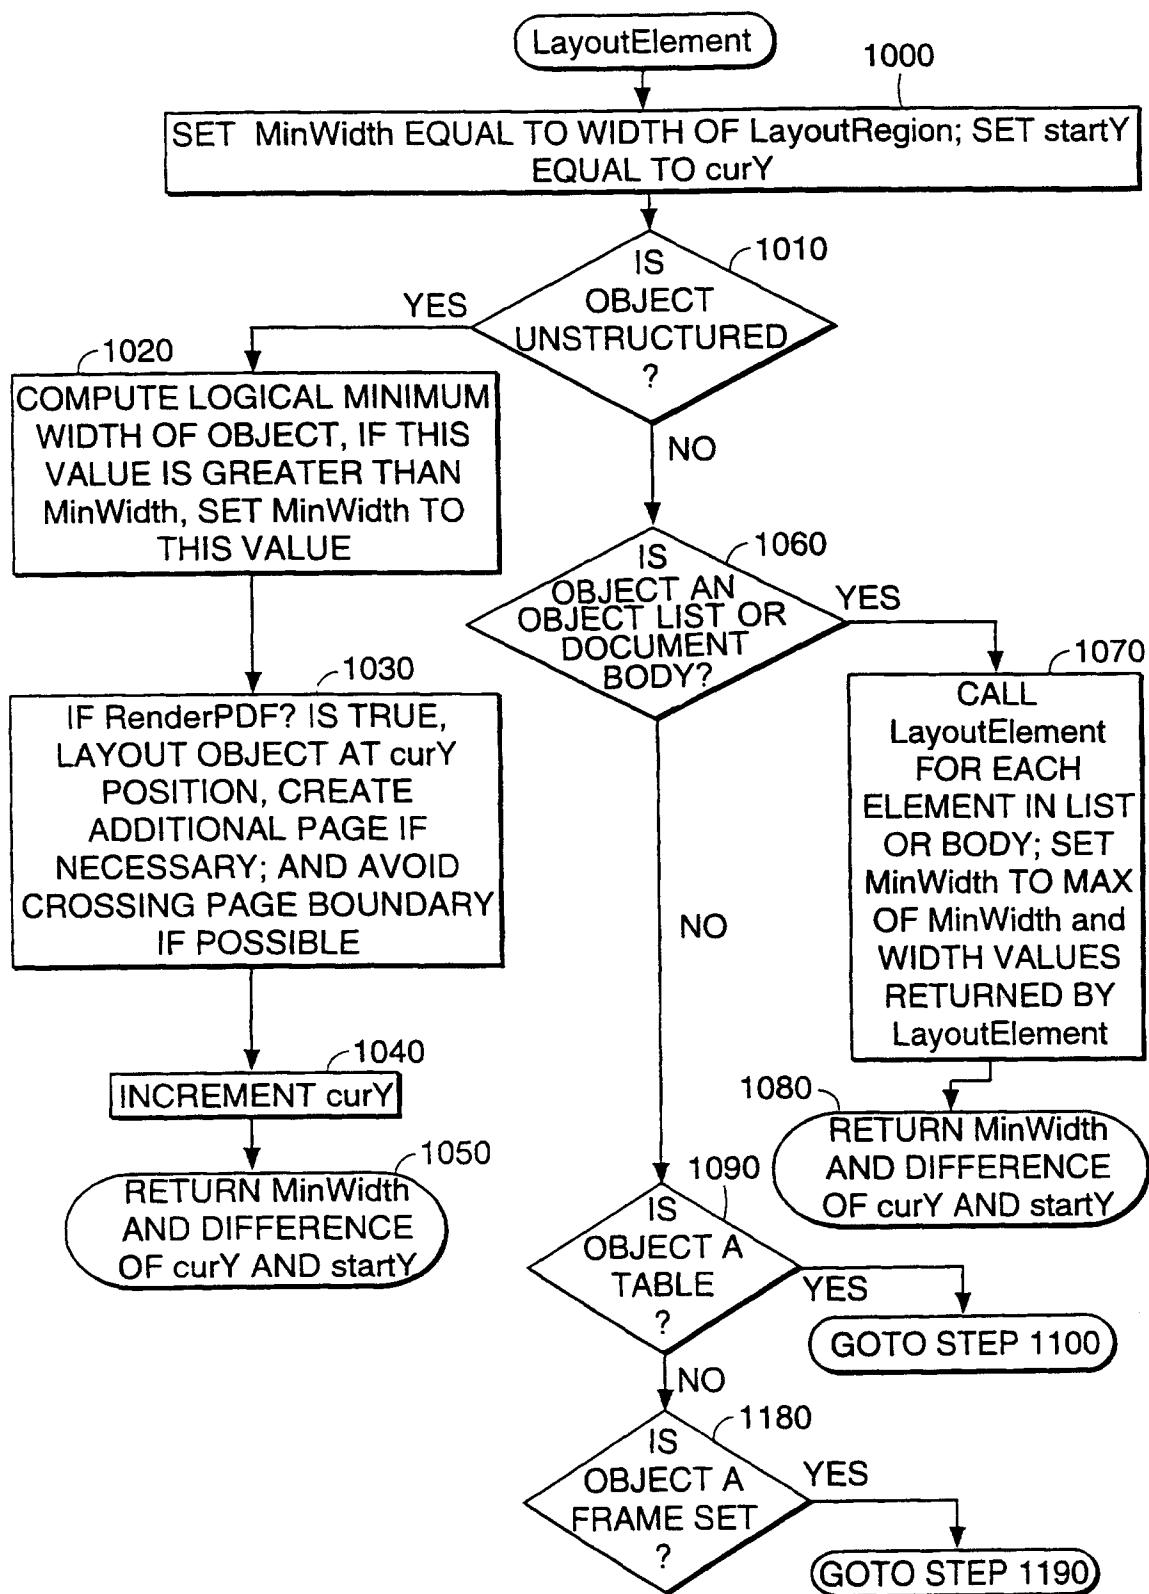 LayoutElement
1000
SET MinWidth EQUAL TO WIDTH OF LayoutRegion; SET startY
EQUAL TO curY
1010
IS
OBJECT
UNSTRUCTURED
?
YES
NO
1020
COMPUTE LOGICAL MINIMUM
WIDTH OF OBJECT, IF THIS
VALUE IS GREATER THAN
MinWidth, SET MinWidth TO
THIS VALUE
1030
IF RenderPDF? IS TRUE,
LAYOUT OBJECT AT curY
POSITION, CREATE
ADDITIONAL PAGE IF
NECESSARY; AND AVOID
CROSSING PAGE BOUNDARY
IF POSSIBLE
1040
INCREMENT curY
1050
RETURN MinWidth
AND DIFFERENCE
OF curY AND startY
1060
IS
OBJECT AN
OBJECT LIST OR
DOCUMENT
BODY?
YES
NO
1070
CALL
LayoutElement
FOR EACH
ELEMENT IN LIST
OR BODY; SET
MinWidth TO MAX
OF MinWidth and
WIDTH VALUES
RETURNED BY
LayoutElement
1080
RETURN MinWidth
AND DIFFERENCE
OF curY AND startY
1090
IS
OBJECT A
TABLE
?
YES
GOTO STEP 1100
NO
1180
IS
OBJECT A
FRAME SET
?
YES
GOTO STEP 1190